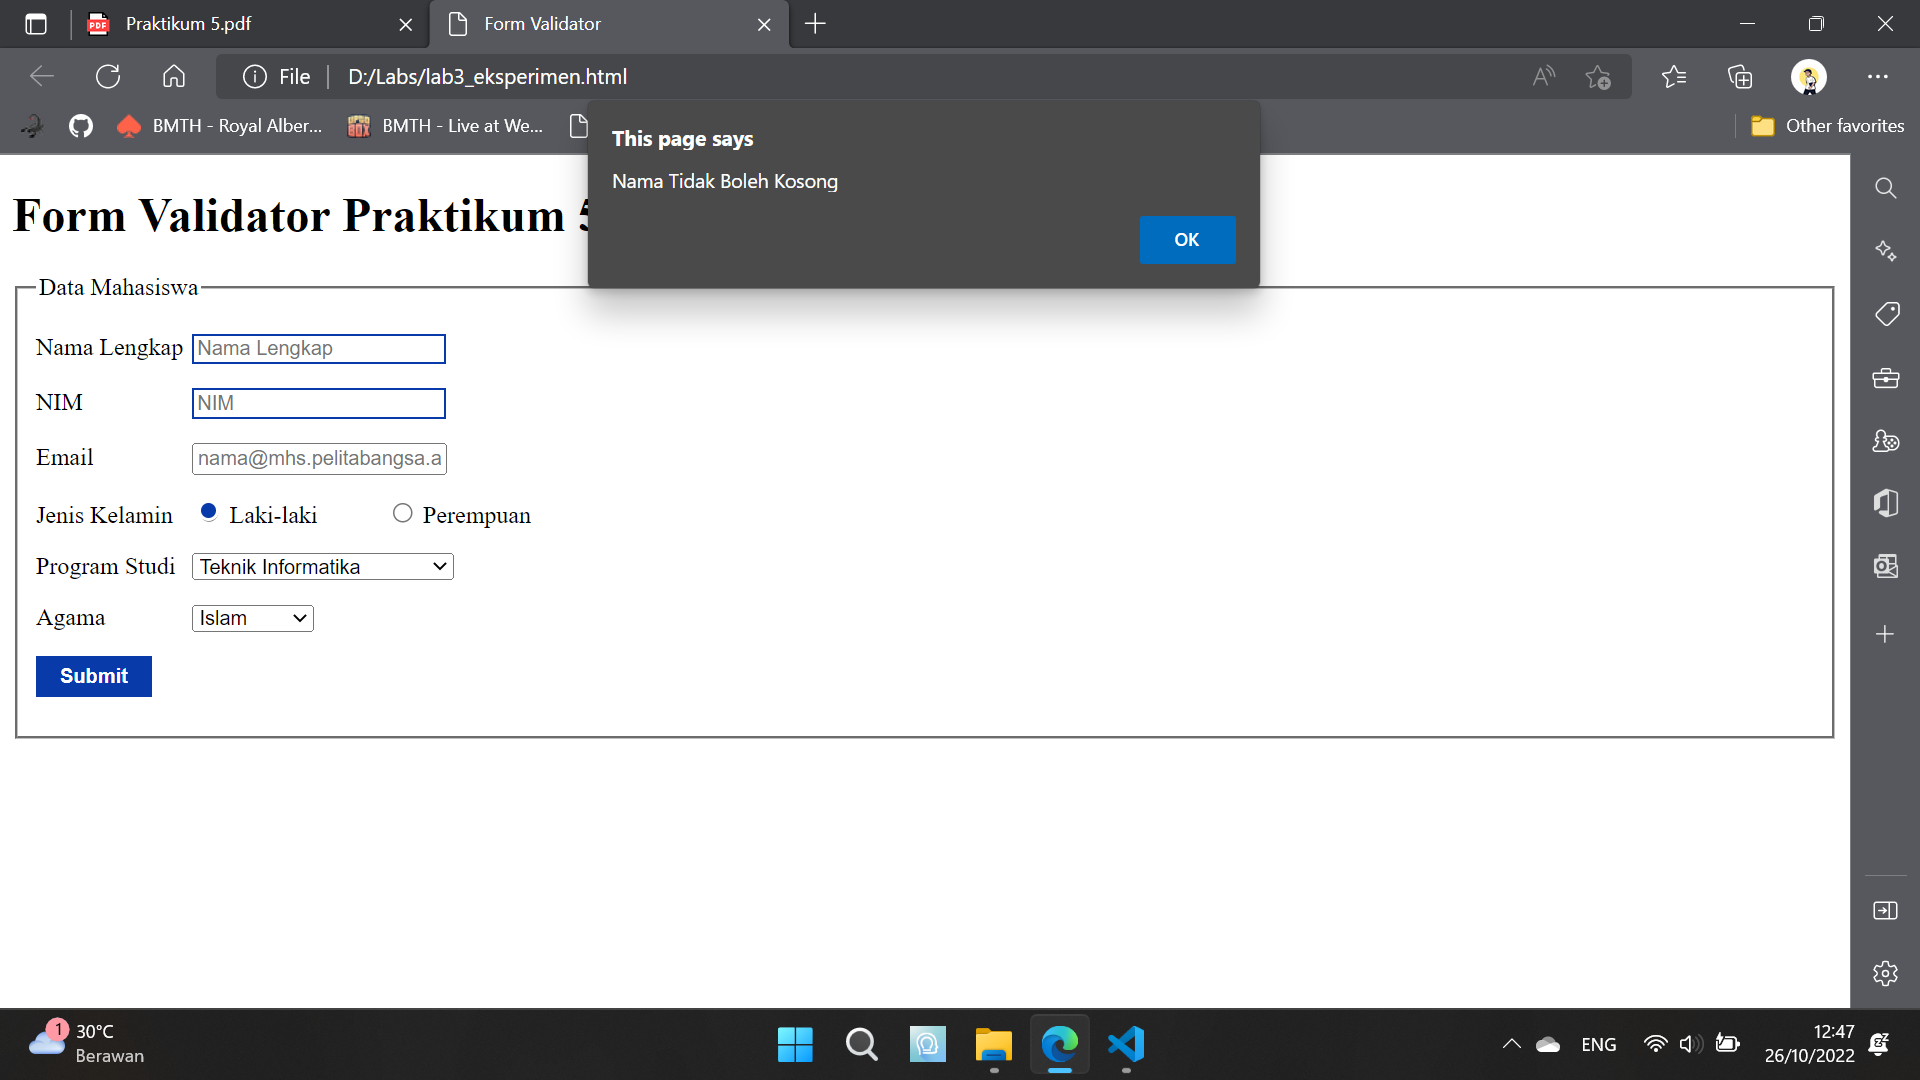 Praktikum 5.pdf
Form Validator
File
D:/Labs/lab3_eksperimen.html
BMTH - Royal Alber...
BMTH - Live at We...
Other favorites
This page says
Nama Tidak Boleh Kosong
OK
Form Validator Praktikum 5
Data Mahasiswa
Nama Lengkap Nama Lengkap
NIM NIM
Email nama@mhs.pelitabangsa.a
Jenis Kelamin Laki-laki Perempuan
Program Studi Teknik Informatika
Agama Islam
Submit
1
30°C
Berawan
ENG
12:47
26/10/2022